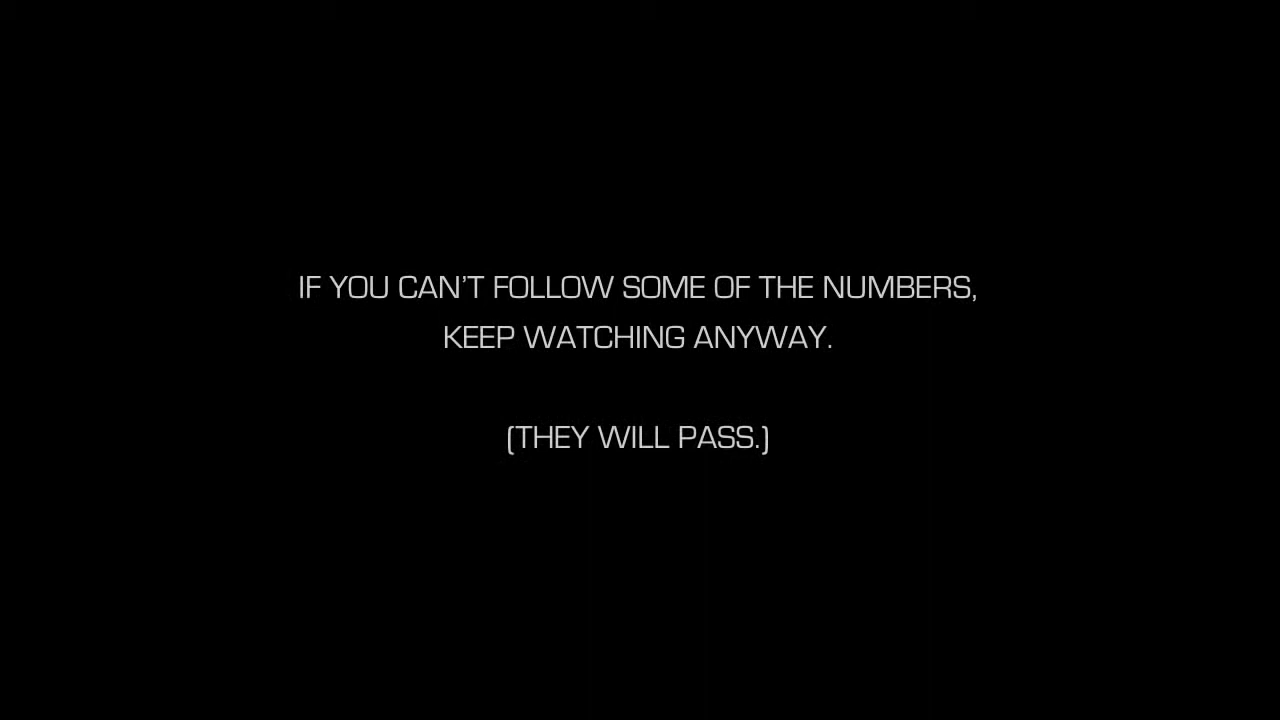 IF YOU CAN’T FOLLOW SOME OF THE NUMBERS,
KEEP WATCHING ANYWAY.
(THEY WILL PASS.)